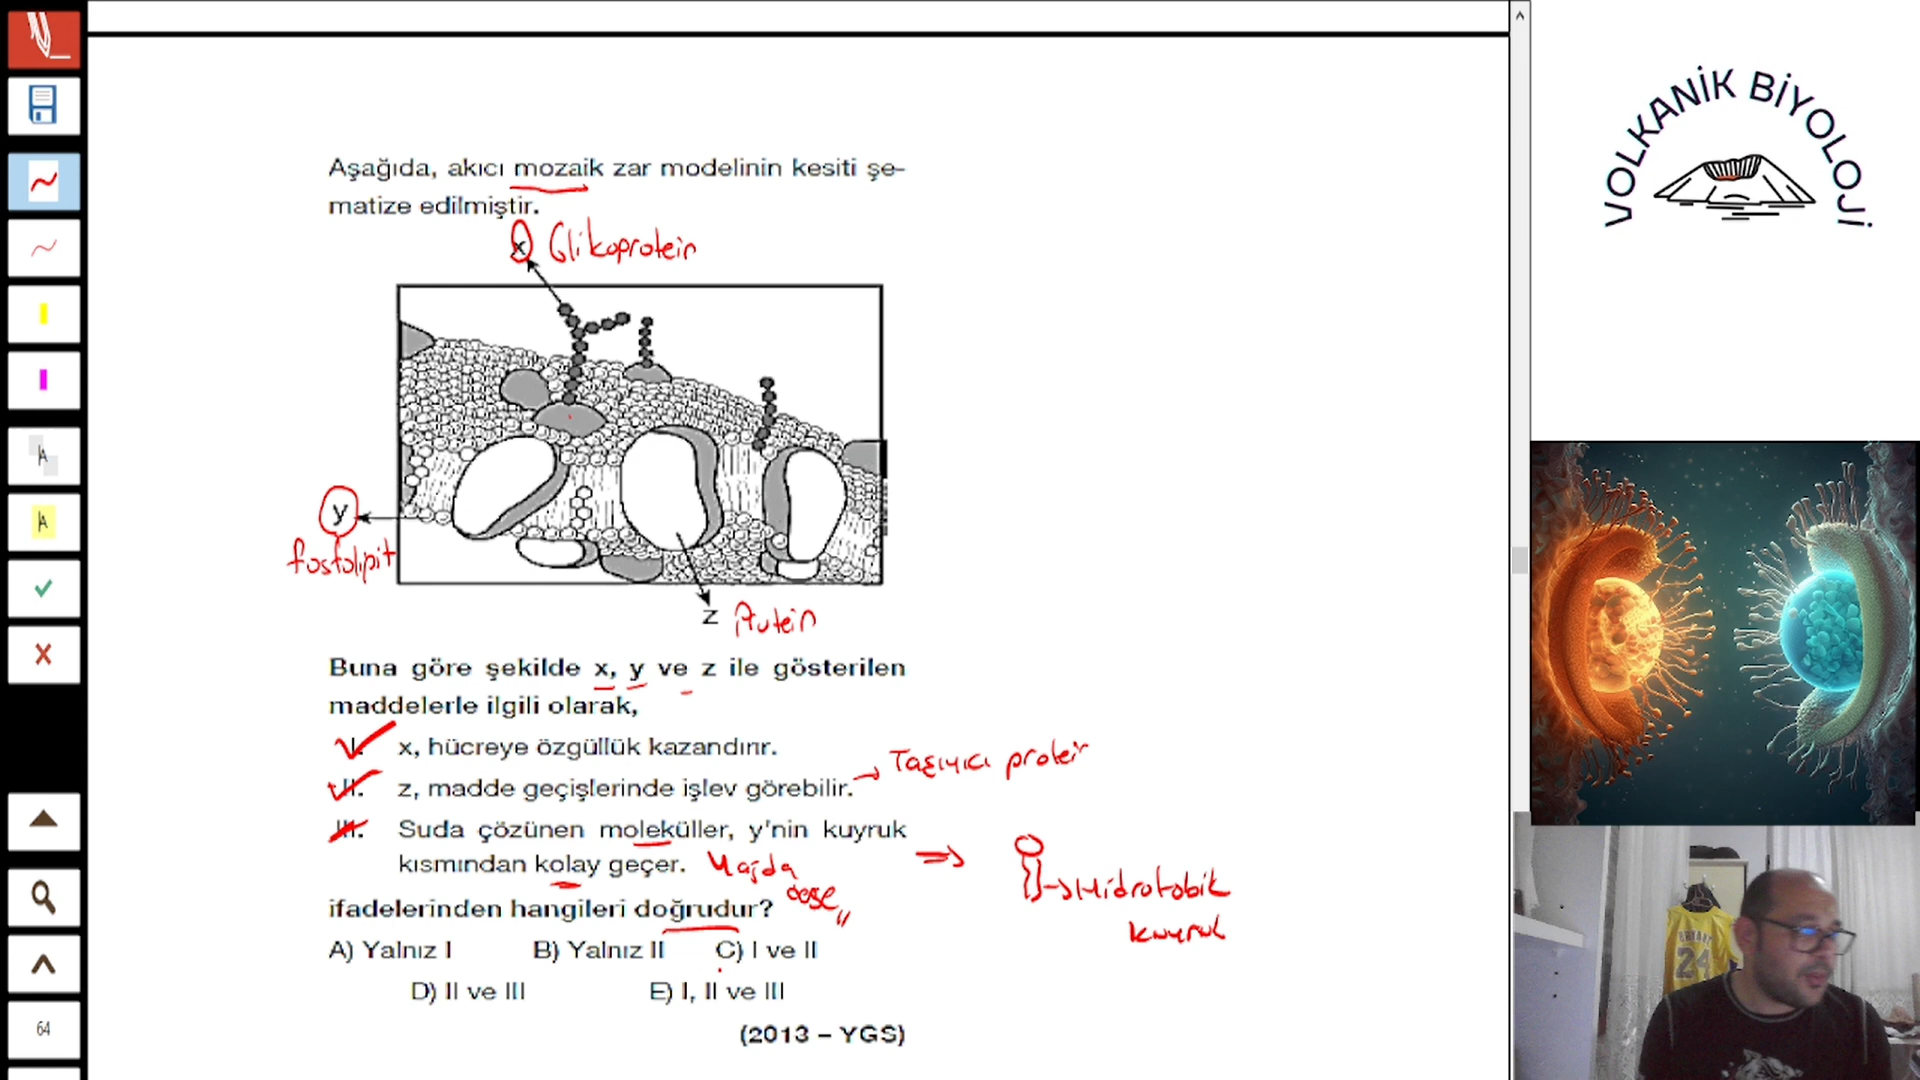 VOLKANİK BİYOLOJİ
Aşağıda, akıcı mozaik zar modelinin kesiti şe-
matize edilmiştir.
x Glikoprotein
y
fosfolipit
z Protein
Buna göre şekilde x, y ve z ile gösterilen
maddelerle ilgili olarak,
I. x, hücreye özgüllük kazandırır.
II. z, madde geçişlerinde işlev görebilir. → Taşıyıcı protein
III. Suda çözünen moleküller, y'nin kuyruk
kısmından kolay geçer. Yağda
ifadelerinden hangileri doğrudur?
⇒ → Hidrofobik
kuyruk
A) Yalnız I B) Yalnız II C) I ve II
D) II ve III E) I, II ve III
(2013 – YGS)
A
A
64
BRYANT
24